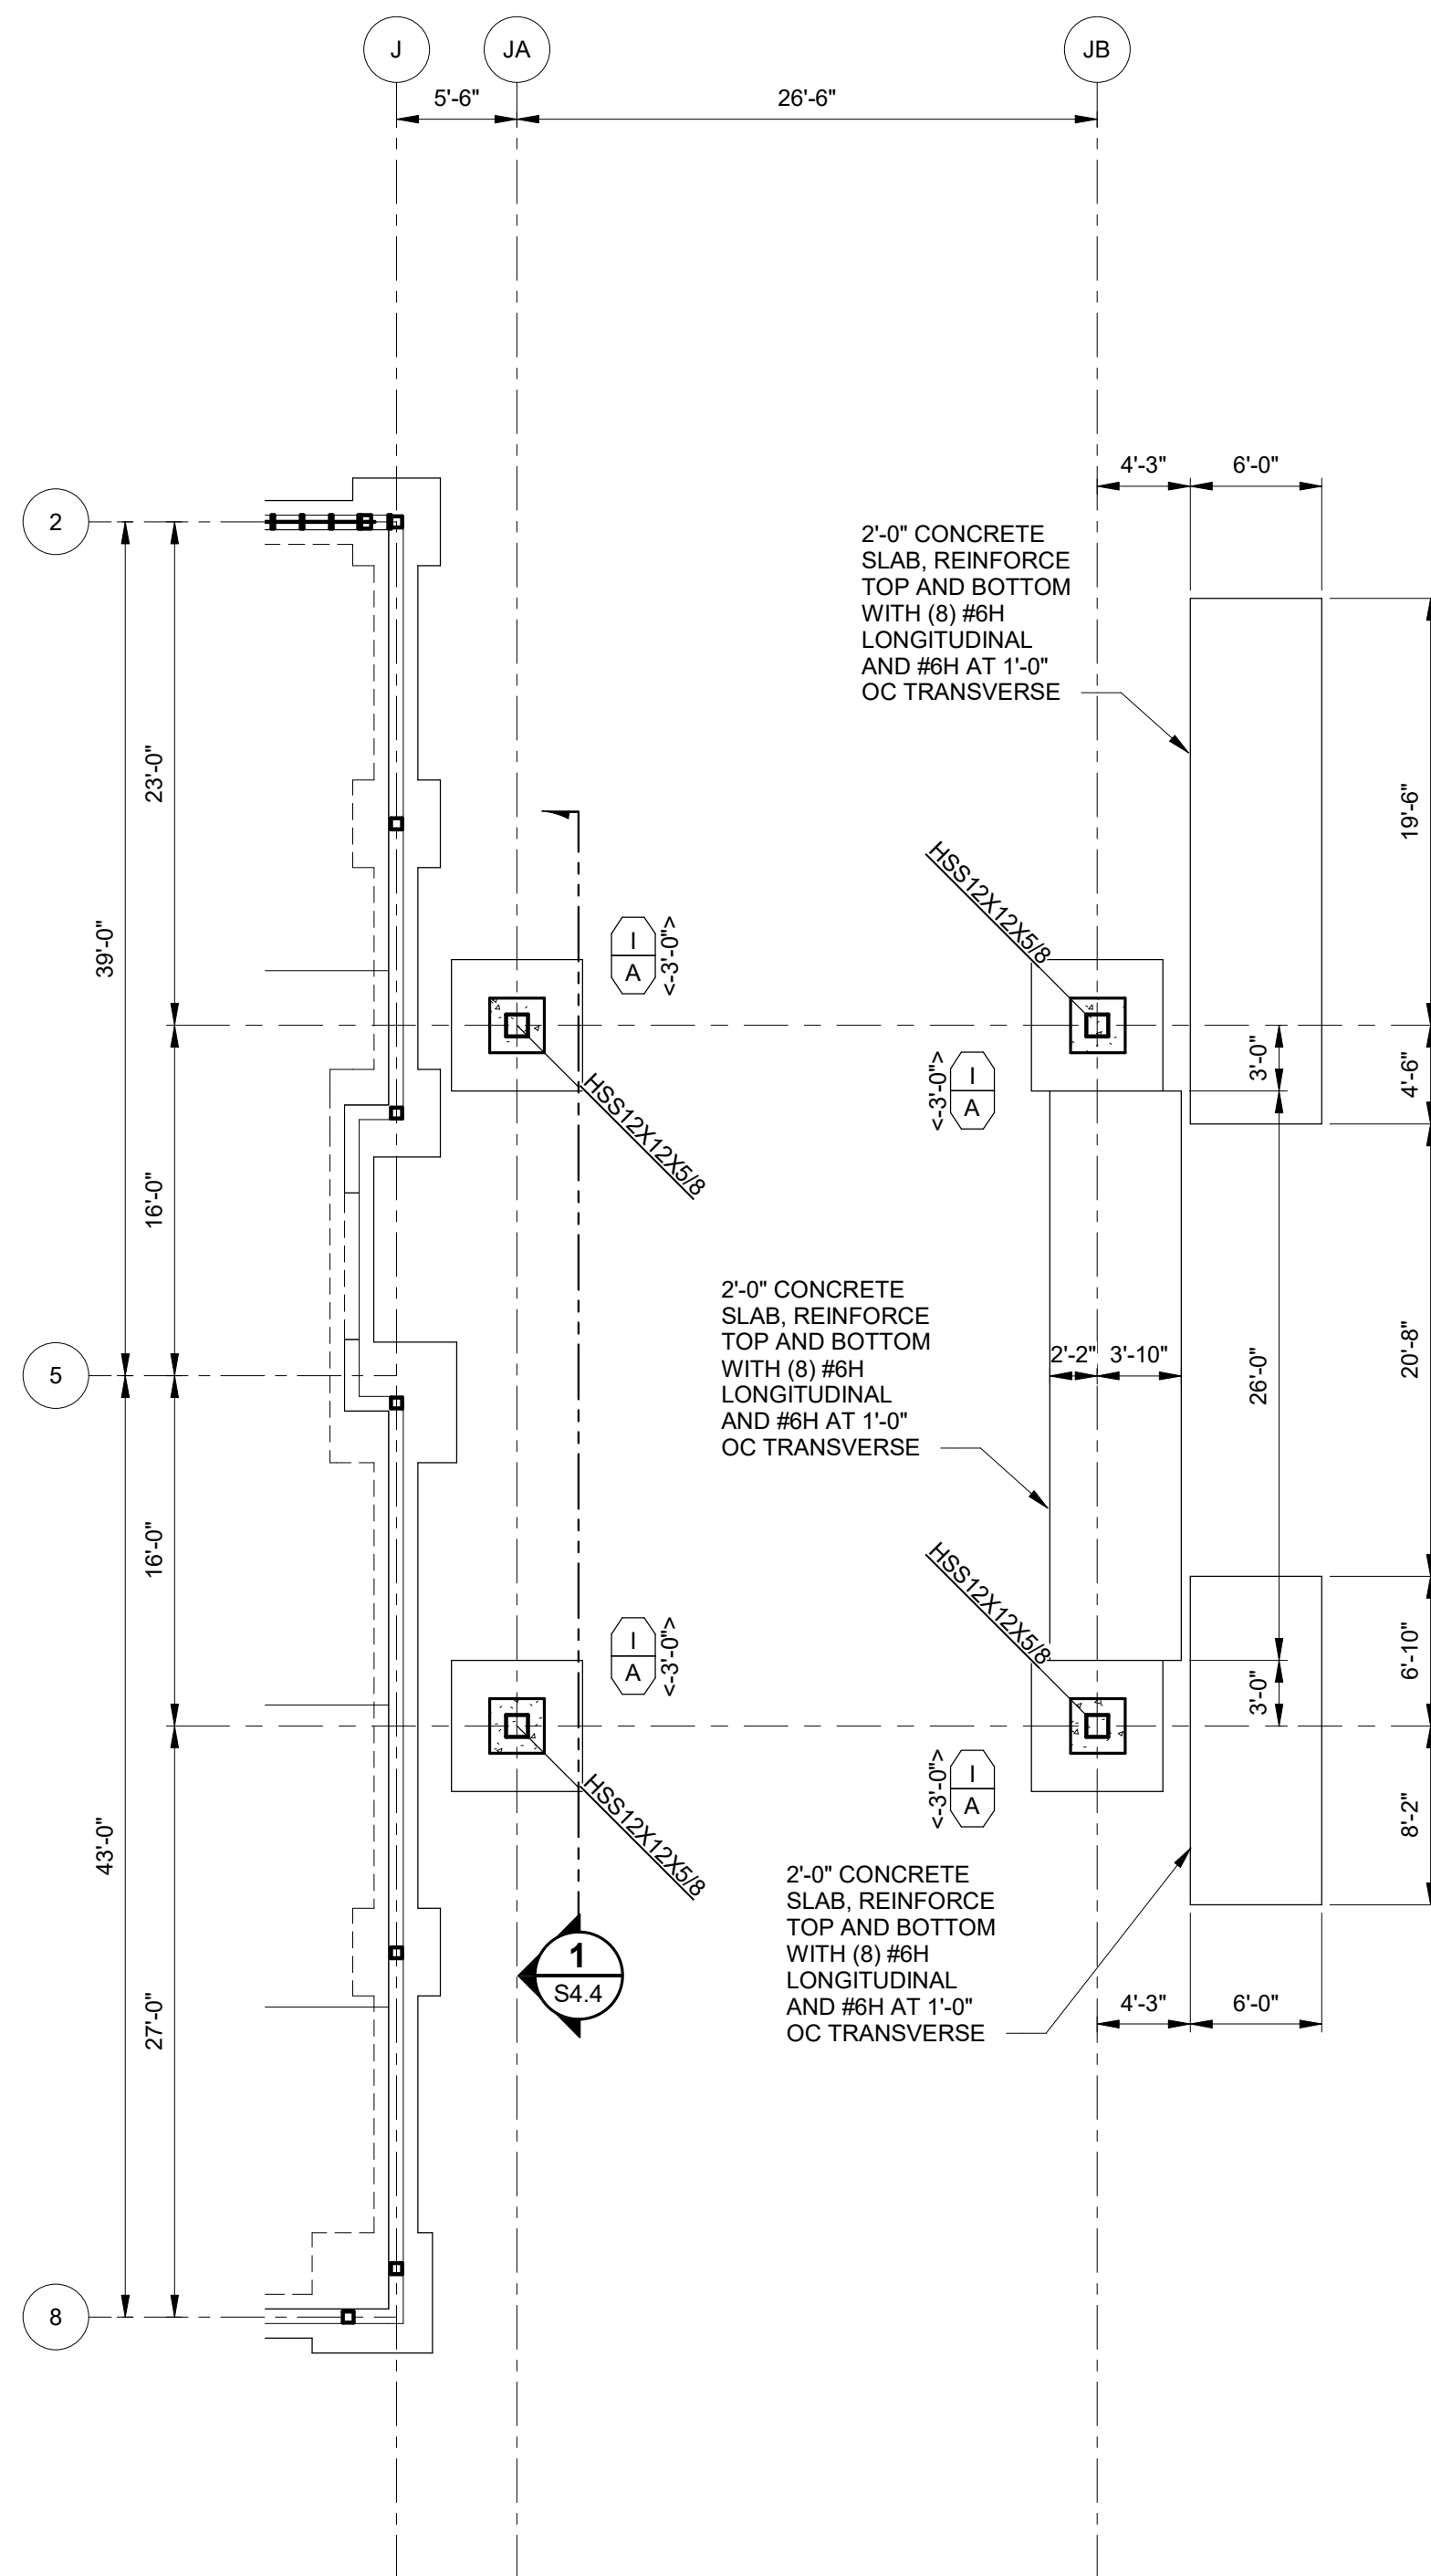 J
JA
JB
5'-6"
26'-6"
4'-3"
6'-0"
2
2'-0" CONCRETE
SLAB, REINFORCE
TOP AND BOTTOM
WITH (8) #6H
LONGITUDINAL
AND #6H AT 1'-0"
OC TRANSVERSE
23'-0"
39'-0"
19'-6"
HSS12X12X5/8
I
A
<-3'-0">
HSS12X12X5/8
<-3'-0">
I
A
3'-0"
4'-6"
16'-0"
2'-0" CONCRETE
SLAB, REINFORCE
TOP AND BOTTOM
WITH (8) #6H
LONGITUDINAL
AND #6H AT 1'-0"
OC TRANSVERSE
2'-2"
3'-10"
26'-0"
20'-8"
5
16'-0"
HSS12X12X5/8
I
A
<-3'-0">
6'-10"
3'-0"
HSS12X12X5/8
<-3'-0">
I
A
43'-0"
8'-2"
2'-0" CONCRETE
SLAB, REINFORCE
TOP AND BOTTOM
WITH (8) #6H
LONGITUDINAL
AND #6H AT 1'-0"
OC TRANSVERSE
1
S4.4
27'-0"
4'-3"
6'-0"
8